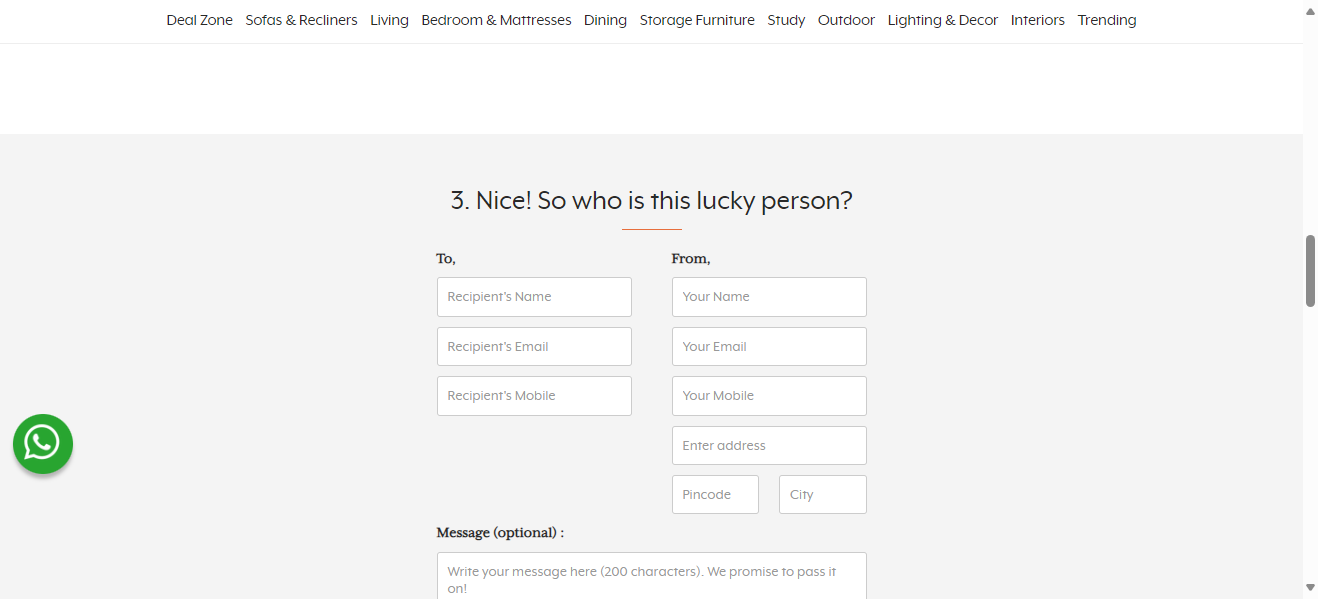 Deal Zone Sofas & Recliners Living Bedroom & Mattresses Dining Storage Furniture Study Outdoor Lighting & Decor Interiors Trending
3. Nice! So who is this lucky person?
To,
Recipient's Name
Recipient's Email
Recipient's Mobile
From,
Your Name
Your Email
Your Mobile
Enter address
Pincode City
Message (optional) :
Write your message here (200 characters). We promise to pass it
on!